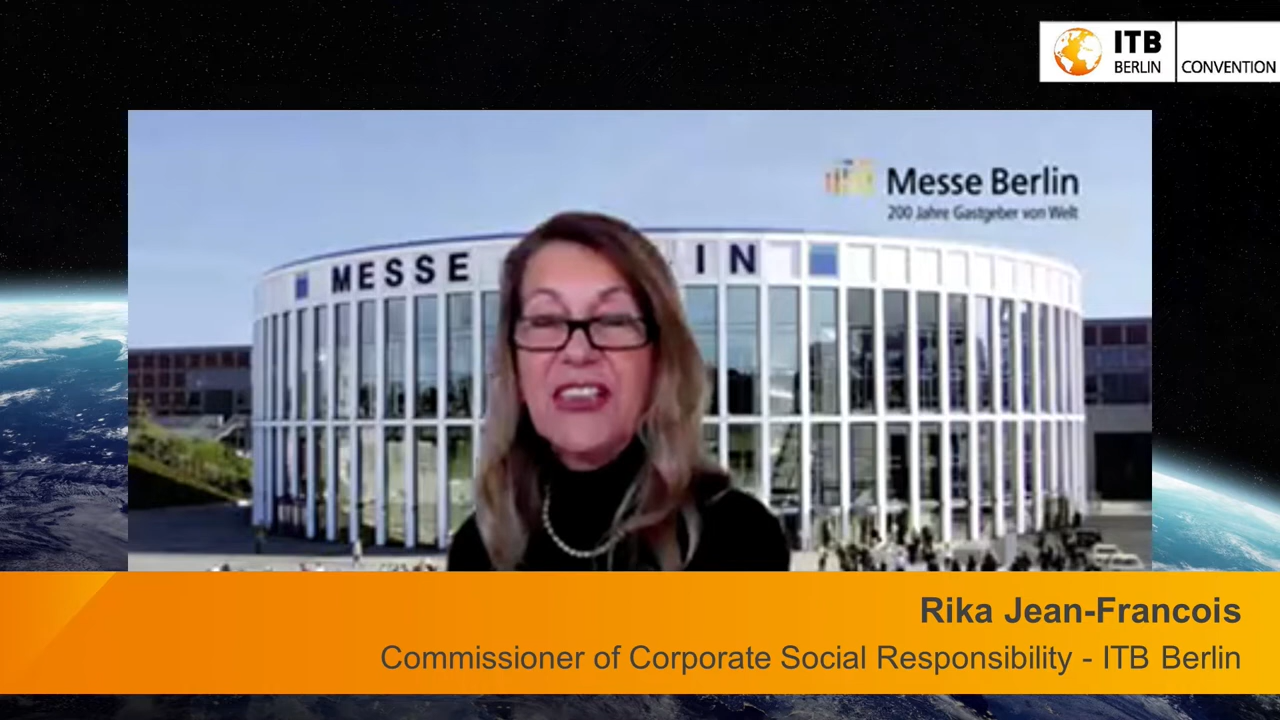 ITB
BERLIN
CONVENTION
Messe Berlin
200 Jahre Gastgeber von Welt
MESSE IN
Rika Jean-Francois
Commissioner of Corporate Social Responsibility - ITB Berlin